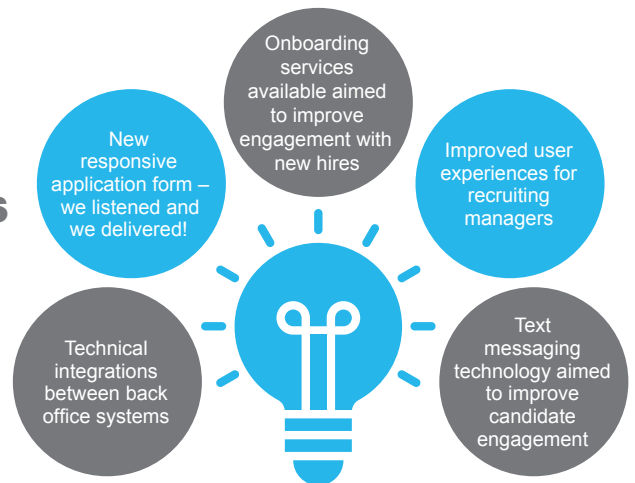 Onboarding
services
available aimed
to improve
engagement with
new hires
New
responsive
application form –
we listened and
we delivered!
Improved user
experiences for
recruiting
managers
s
Technical
integrations
between back
office systems
Text
messaging
technology aimed
to improve
candidate
engagement